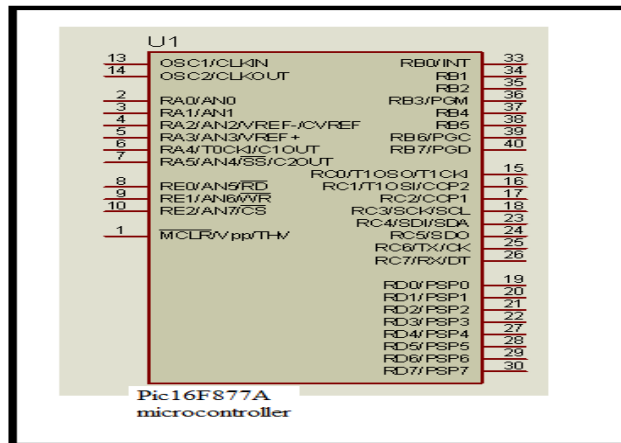 U1
13 OSC1/CLKIN
14 OSC2/CLKOUT
2 RA0/AN0
3 RA1/AN1
4 RA2/AN2/VREF-/CVREF
5 RA3/AN3/VREF+
6 RA4/T0CKI/C1OUT
7 RA5/AN4/SS/C2OUT
8 RE0/AN5/RD
9 RE1/AN6/WR
10 RE2/AN7/CS
1 MCLR/Vpp/THV
RB0/INT 33
RB1 34
RB2 35
RB3/PGM 36
RB4 37
RB5 38
RB6/PGC 39
RB7/PGD 40
RC0/T1OSO/T1CKI 15
RC1/T1OSI/CCP2 16
RC2/CCP1 17
RC3/SCK/SCL 18
RC4/SDI/SDA 23
RC5/SDO 24
RC6/TX/CK 25
RC7/RX/DT 26
RD0/PSP0 19
RD1/PSP1 20
RD2/PSP2 21
RD3/PSP3 22
RD4/PSP4 27
RD5/PSP5 28
RD6/PSP6 29
RD7/PSP7 30
Pic16F877A
microcontroller